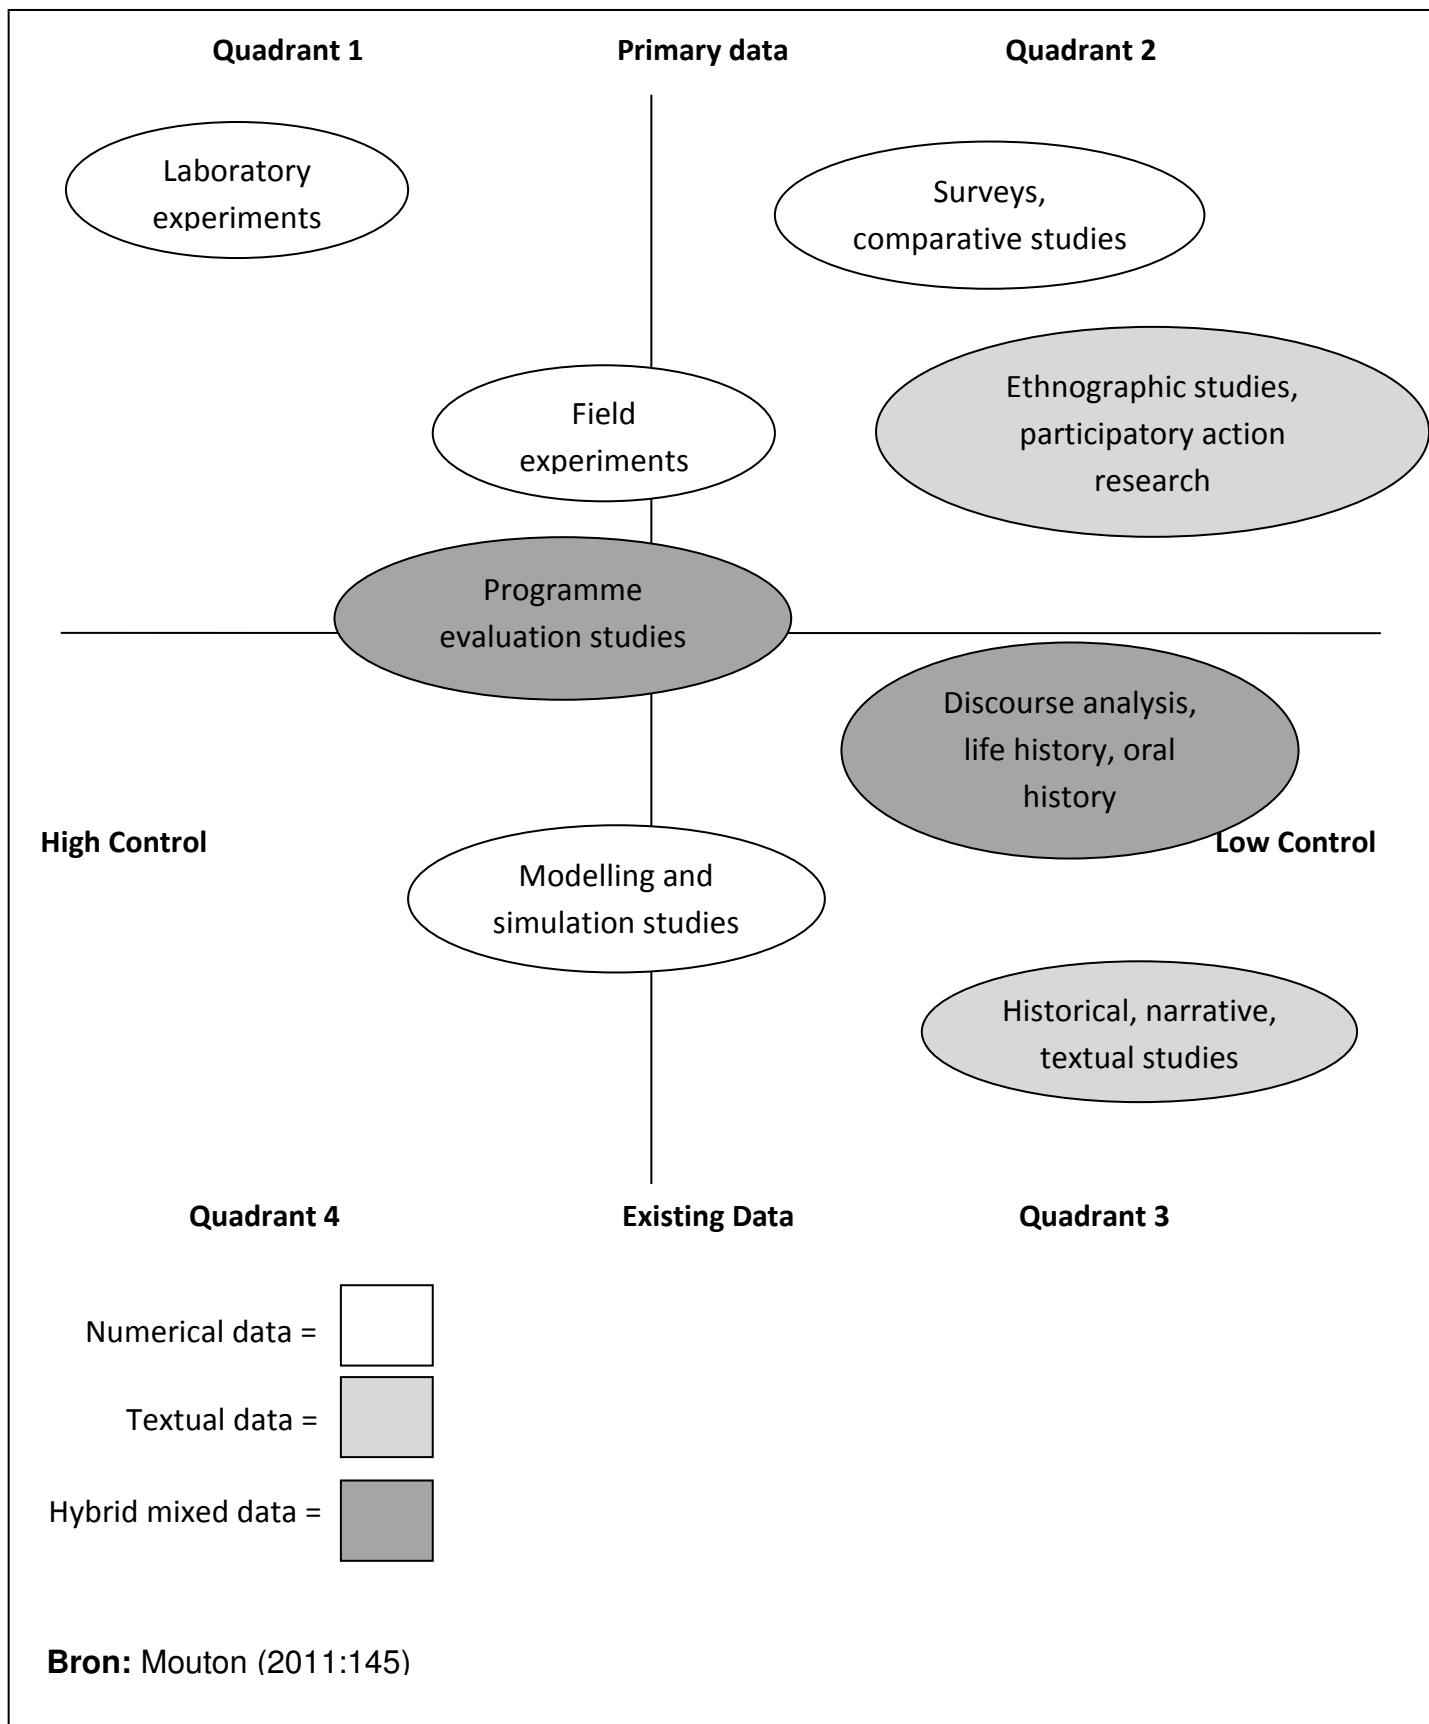 Quadrant 1
Primary data
Quadrant 2
Laboratory
experiments
Surveys,
comparative studies
Ethnographic studies,
participatory action
research
Field
experiments
Programme
evaluation studies
Discourse analysis,
life history, oral
history
High Control
Low Control
Modelling and
simulation studies
Historical, narrative,
textual studies
Quadrant 4
Existing Data
Quadrant 3
Numerical data =
Textual data =
Hybrid mixed data =
Bron: Mouton (2011:145)